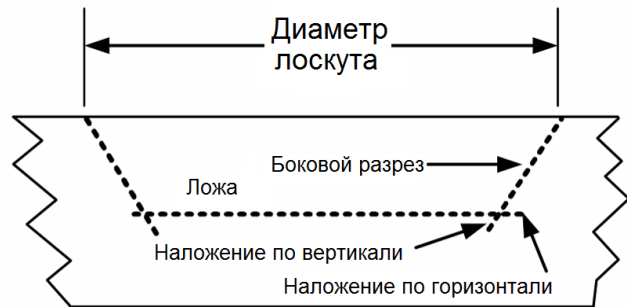 Диаметр
лоскута
Боковой разрез
Ложа
Наложение по вертикали
Наложение по горизонтали